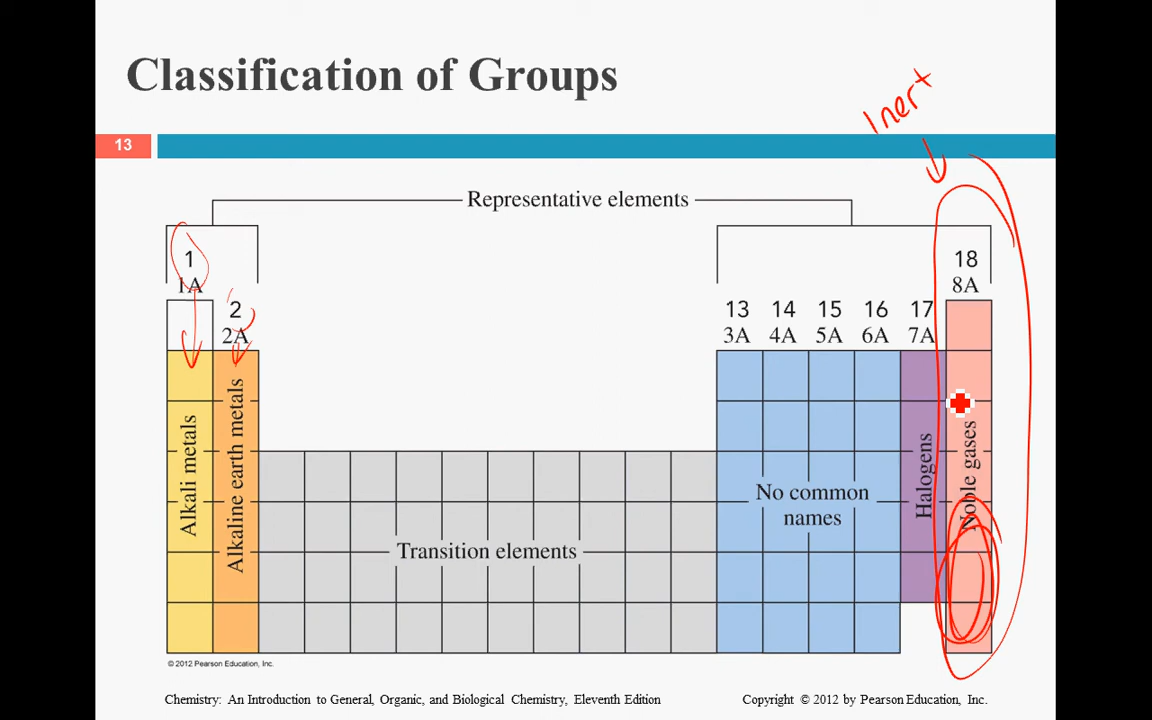 Classification of Groups
Inert
13
Representative elements
1
1A
18
8A
2
2A
13 14 15 16 17
3A 4A 5A 6A 7A
Alkali metals
Alkaline earth metals
Transition elements
No common
names
Halogens
Noble gases
© 2012 Pearson Education, Inc.
Chemistry: An Introduction to General, Organic, and Biological Chemistry, Eleventh Edition
Copyright © 2012 by Pearson Education, Inc.